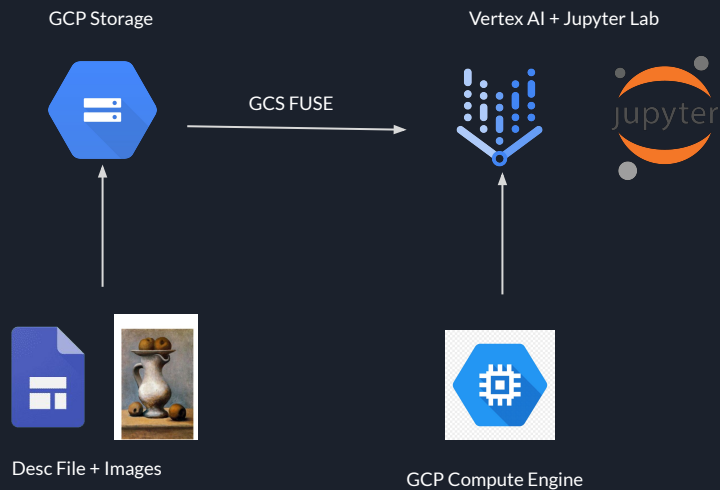 GCP Storage
Vertex AI + Jupyter Lab
GCS FUSE
jupyter
Desc File + Images
GCP Compute Engine